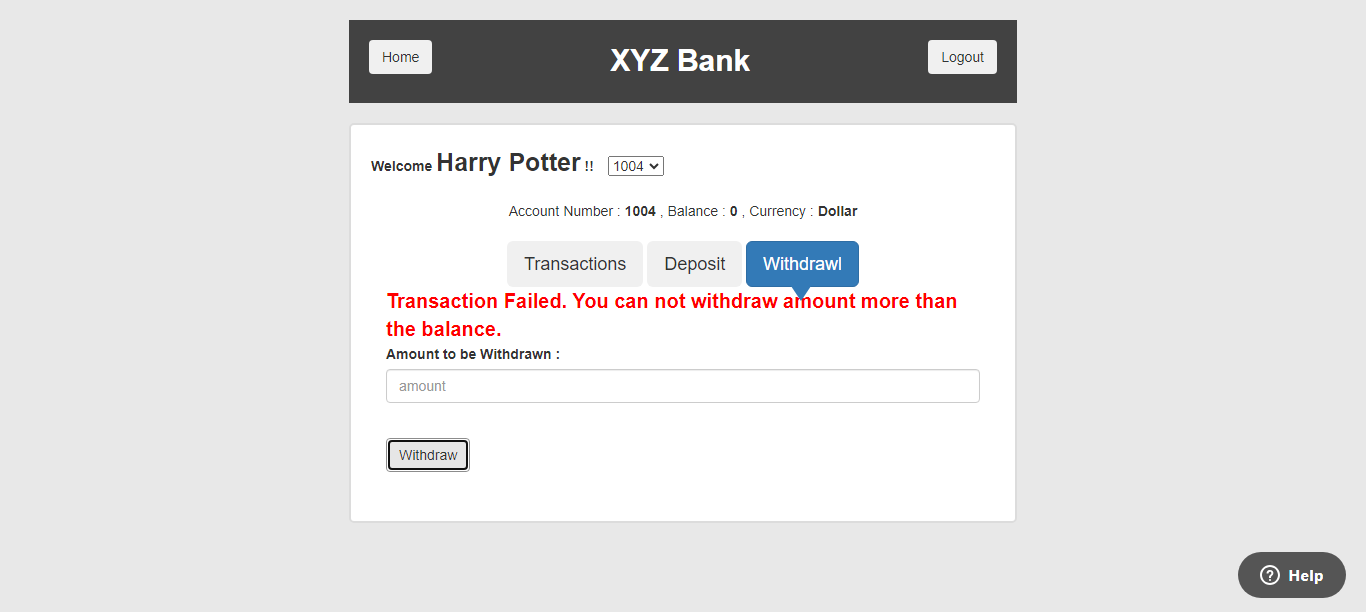 Home XYZ Bank Logout
Welcome Harry Potter !! 1004
Account Number : 1004 , Balance : 0 , Currency : Dollar
Transactions Deposit Withdrawl
Transaction Failed. You can not withdraw amount more than
the balance.
Amount to be Withdrawn :
amount
Withdraw
Help